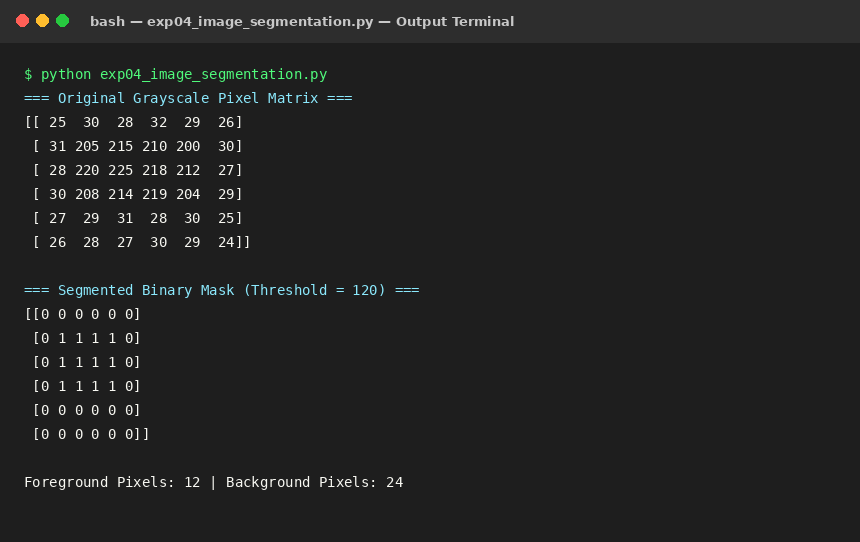 bash — exp04_image_segmentation.py — Output Terminal
$ python exp04_image_segmentation.py
=== Original Grayscale Pixel Matrix ===
[[ 25  30  28  32  29  26]
 [ 31 205 215 210 200  30]
 [ 28 220 225 218 212  27]
 [ 30 208 214 219 204  29]
 [ 27  29  31  28  30  25]
 [ 26  28  27  30  29  24]]
=== Segmented Binary Mask (Threshold = 120) ===
[[0 0 0 0 0 0]
 [0 1 1 1 1 0]
 [0 1 1 1 1 0]
 [0 1 1 1 1 0]
 [0 0 0 0 0 0]
 [0 0 0 0 0 0]]
Foreground Pixels: 12 | Background Pixels: 24